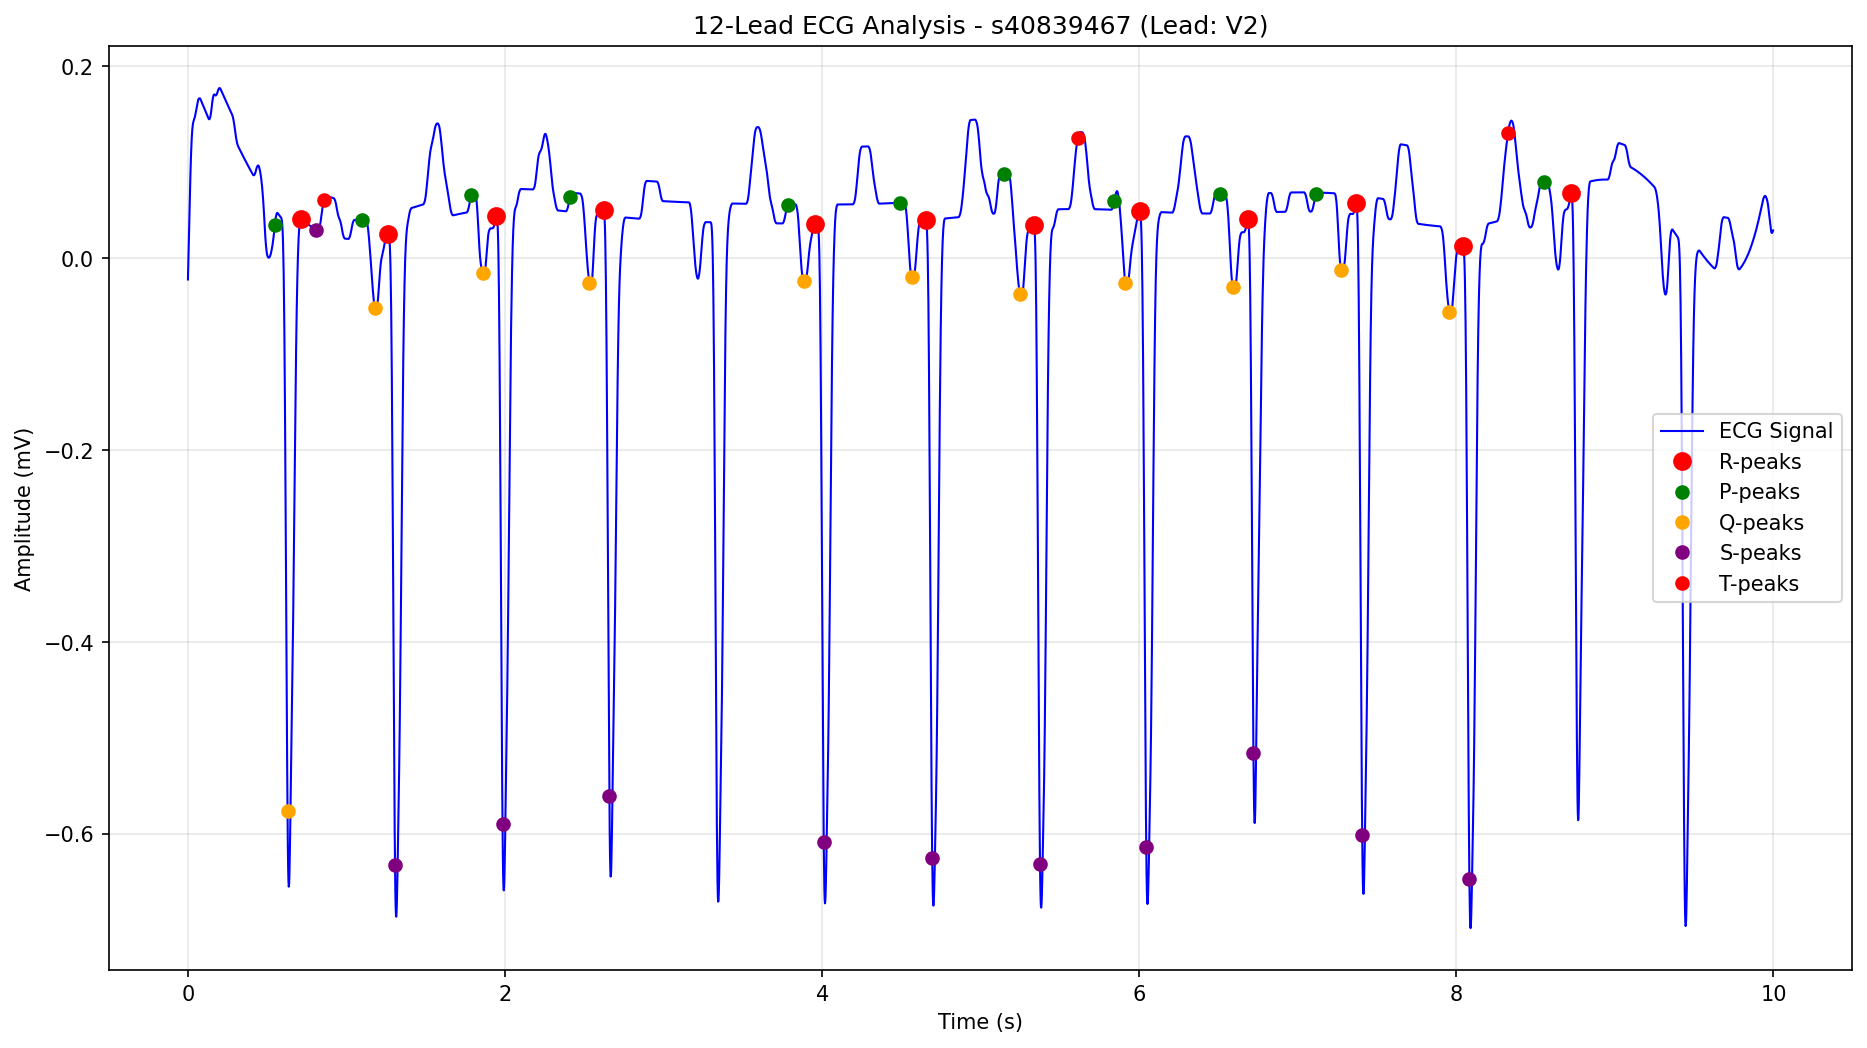 12-Lead ECG Analysis - s40839467 (Lead: V2)
Amplitude (mV)
0.2
0.0
−0.2
−0.4
−0.6
ECG Signal
R-peaks
P-peaks
Q-peaks
S-peaks
T-peaks
0 2 4 6 8 10
Time (s)